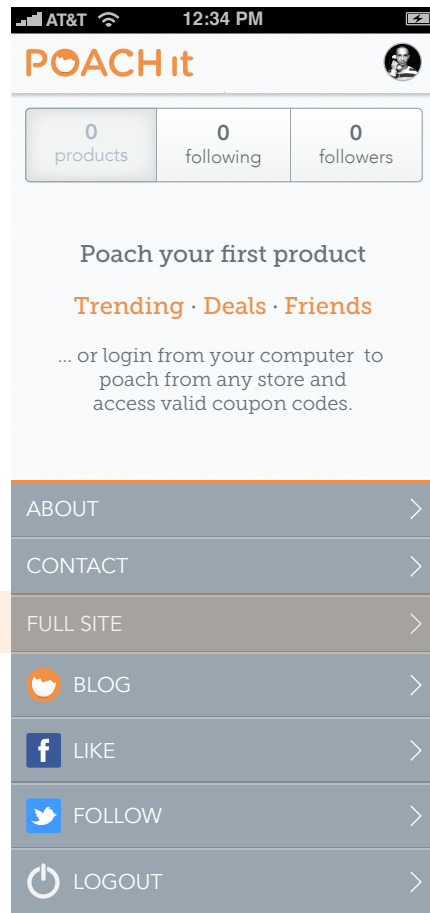 AT&T 12:34 PM
POACH it
0 0 0
products following followers
Poach your first product
Trending · Deals · Friends
... or login from your computer to
poach from any store and
access valid coupon codes.
ABOUT
CONTACT
FULL SITE
BLOG
f LIKE
FOLLOW
LOGOUT